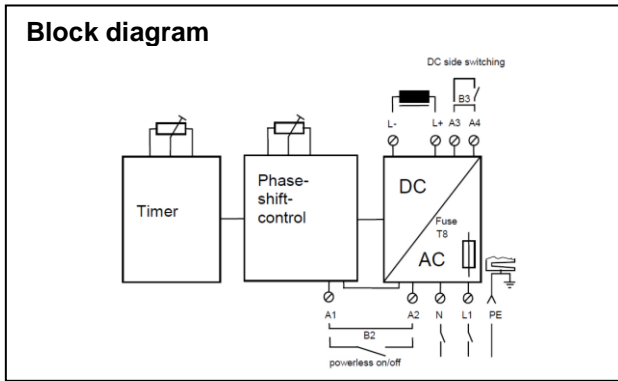 Block diagram
DC side switching
B3
L-
L+
A3
A4
Timer
Phase-
shift-
control
DC
Fuse
T8
AC
A1
A2
N
L1
PE
B2
powerless on/off